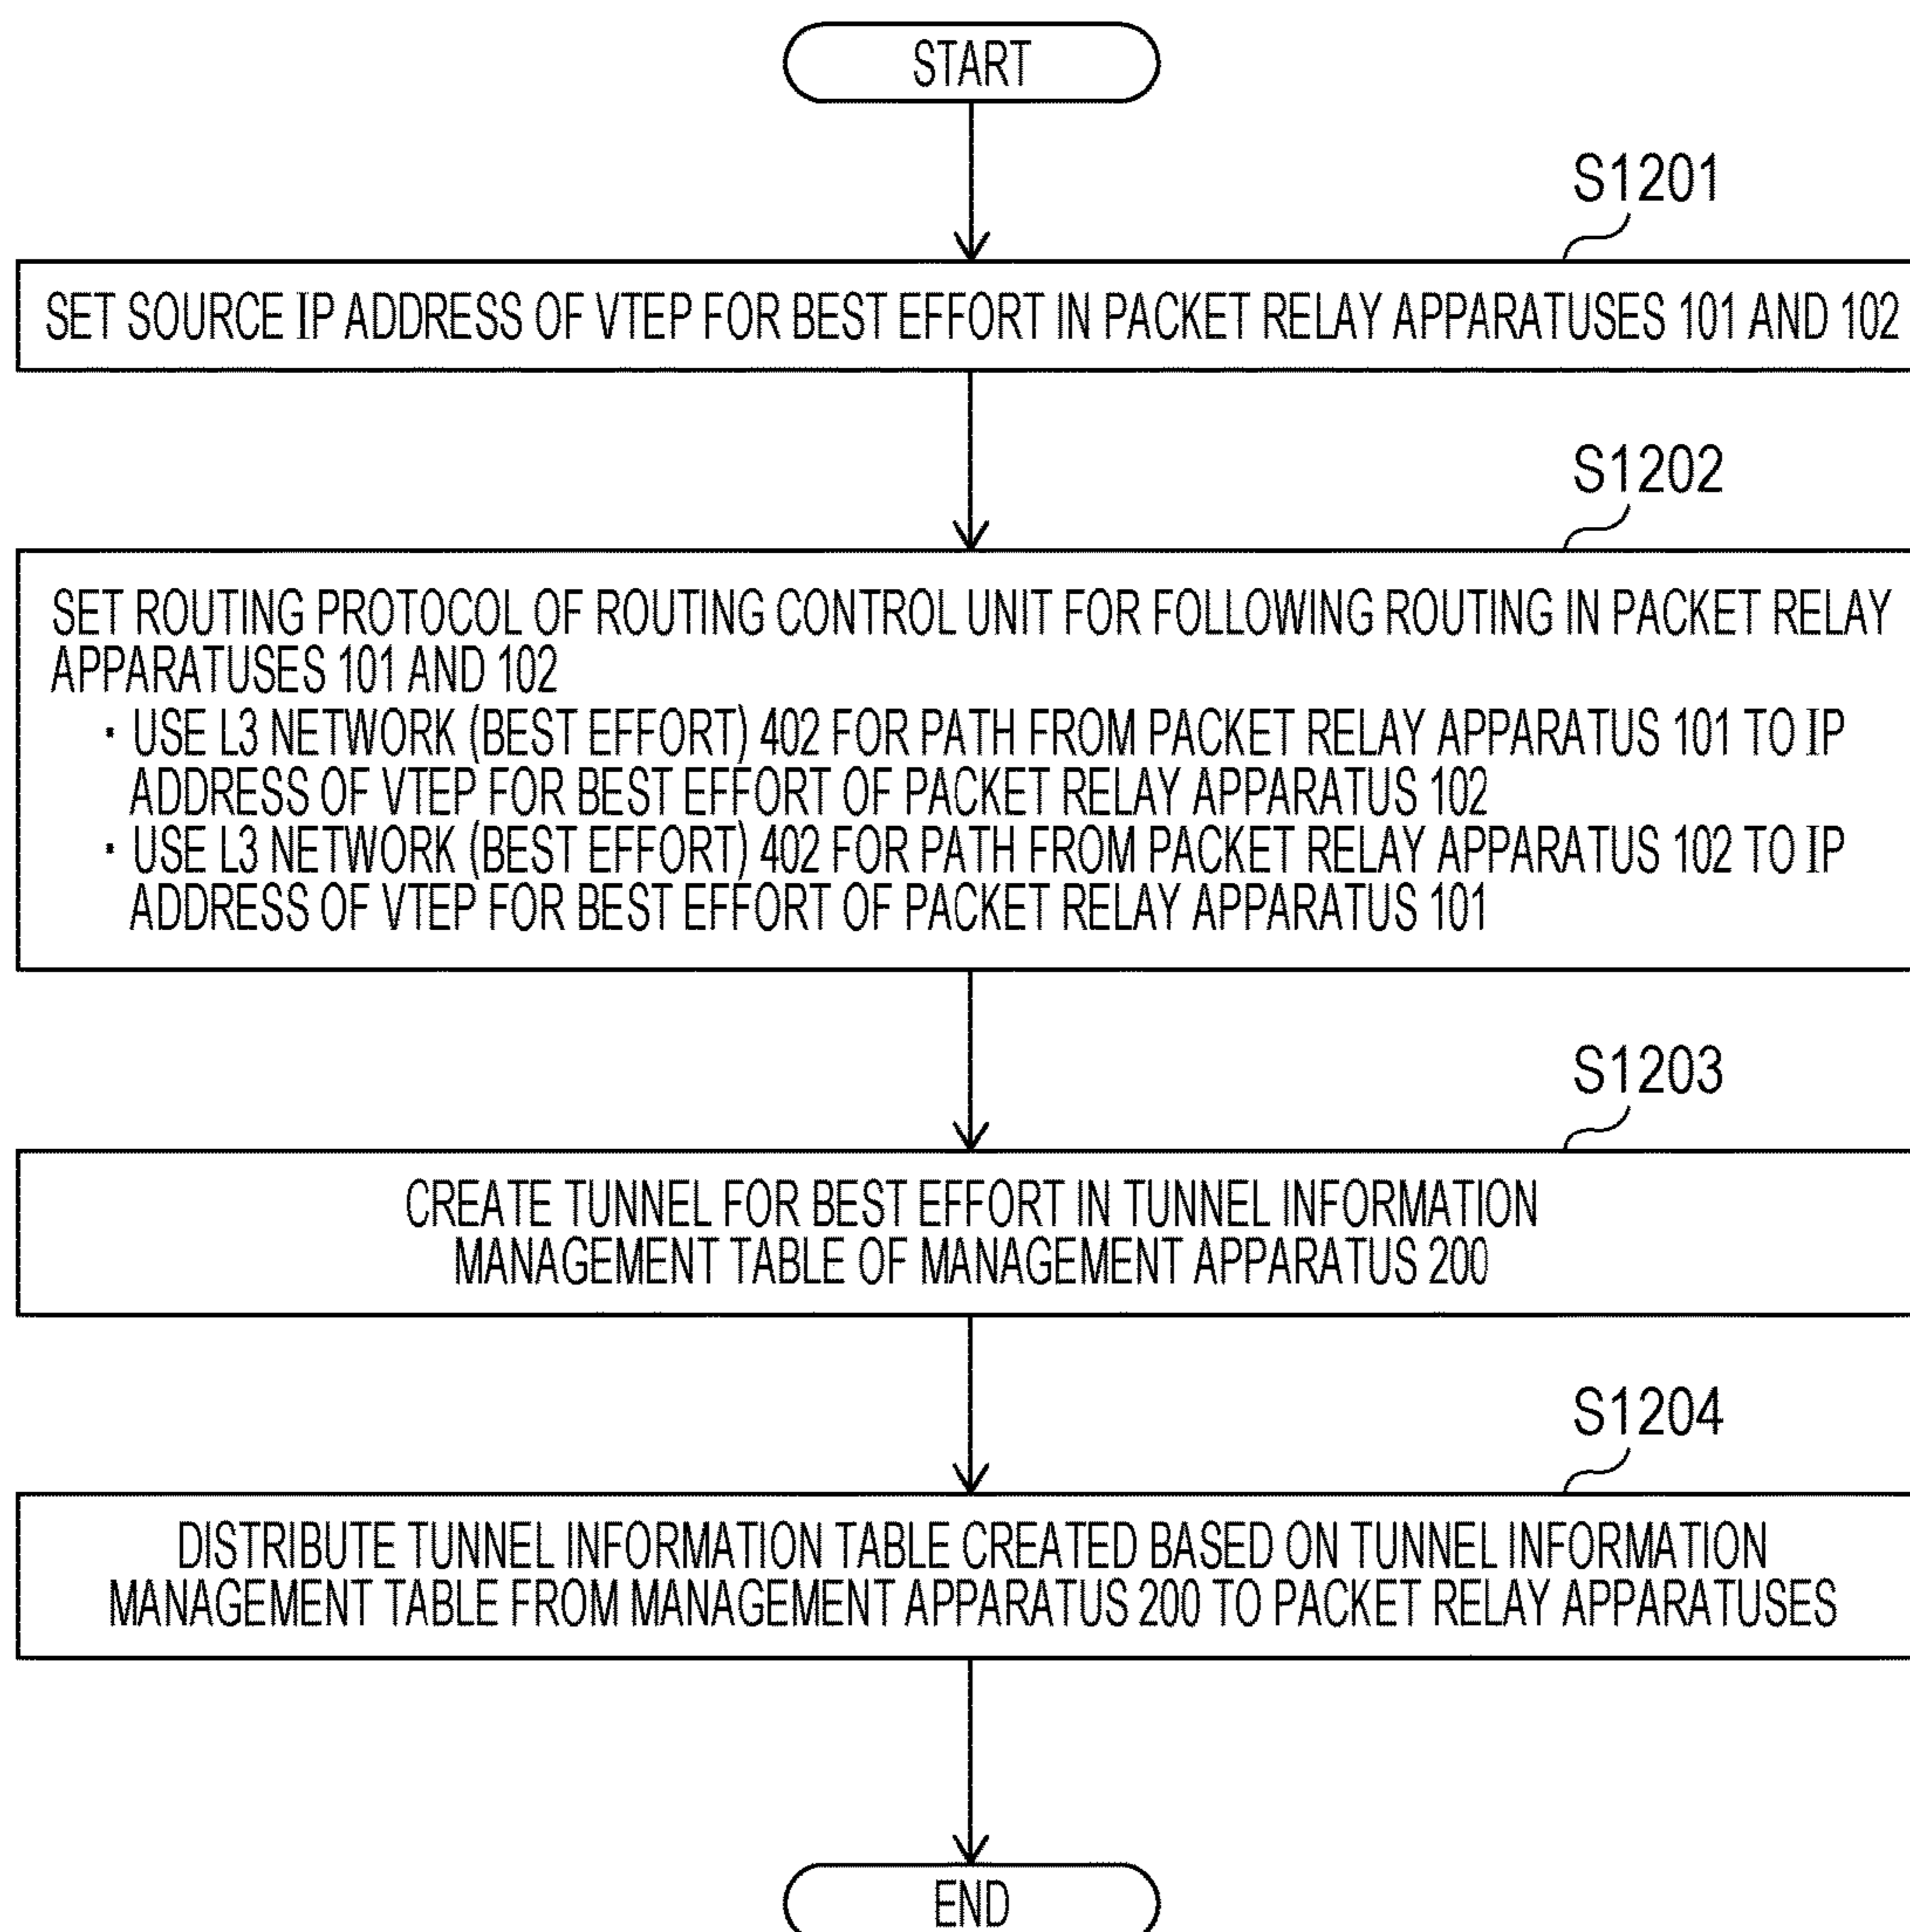 START
S1201
SET SOURCE IP ADDRESS OF VTEP FOR BEST EFFORT IN PACKET RELAY APPARATUSES 101 AND 102
S1202
SET ROUTING PROTOCOL OF ROUTING CONTROL UNIT FOR FOLLOWING ROUTING IN PACKET RELAY
APPARATUSES 101 AND 102
・USE L3 NETWORK (BEST EFFORT) 402 FOR PATH FROM PACKET RELAY APPARATUS 101 TO IP
ADDRESS OF VTEP FOR BEST EFFORT OF PACKET RELAY APPARATUS 102
・USE L3 NETWORK (BEST EFFORT) 402 FOR PATH FROM PACKET RELAY APPARATUS 102 TO IP
ADDRESS OF VTEP FOR BEST EFFORT OF PACKET RELAY APPARATUS 101
S1203
CREATE TUNNEL FOR BEST EFFORT IN TUNNEL INFORMATION
MANAGEMENT TABLE OF MANAGEMENT APPARATUS 200
S1204
DISTRIBUTE TUNNEL INFORMATION TABLE CREATED BASED ON TUNNEL INFORMATION
MANAGEMENT TABLE FROM MANAGEMENT APPARATUS 200 TO PACKET RELAY APPARATUSES
END